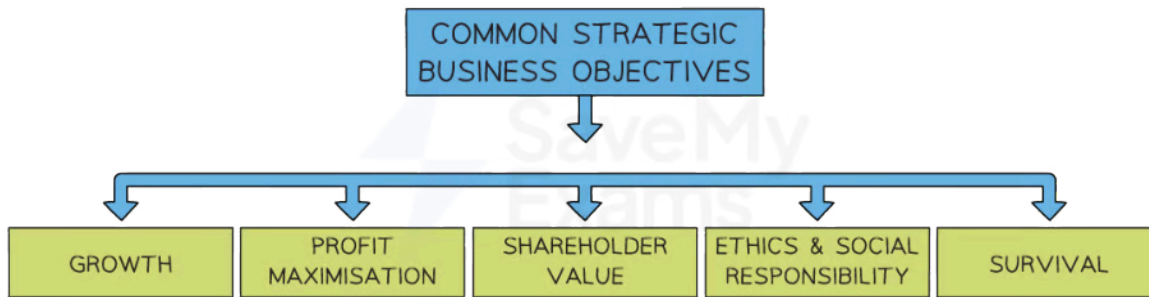 COMMON STRATEGIC
BUSINESS OBJECTIVES
SaveMy
Exams
GROWTH
PROFIT
MAXIMISATION
SHAREHOLDER
VALUE
ETHICS & SOCIAL
RESPONSIBILITY
SURVIVAL